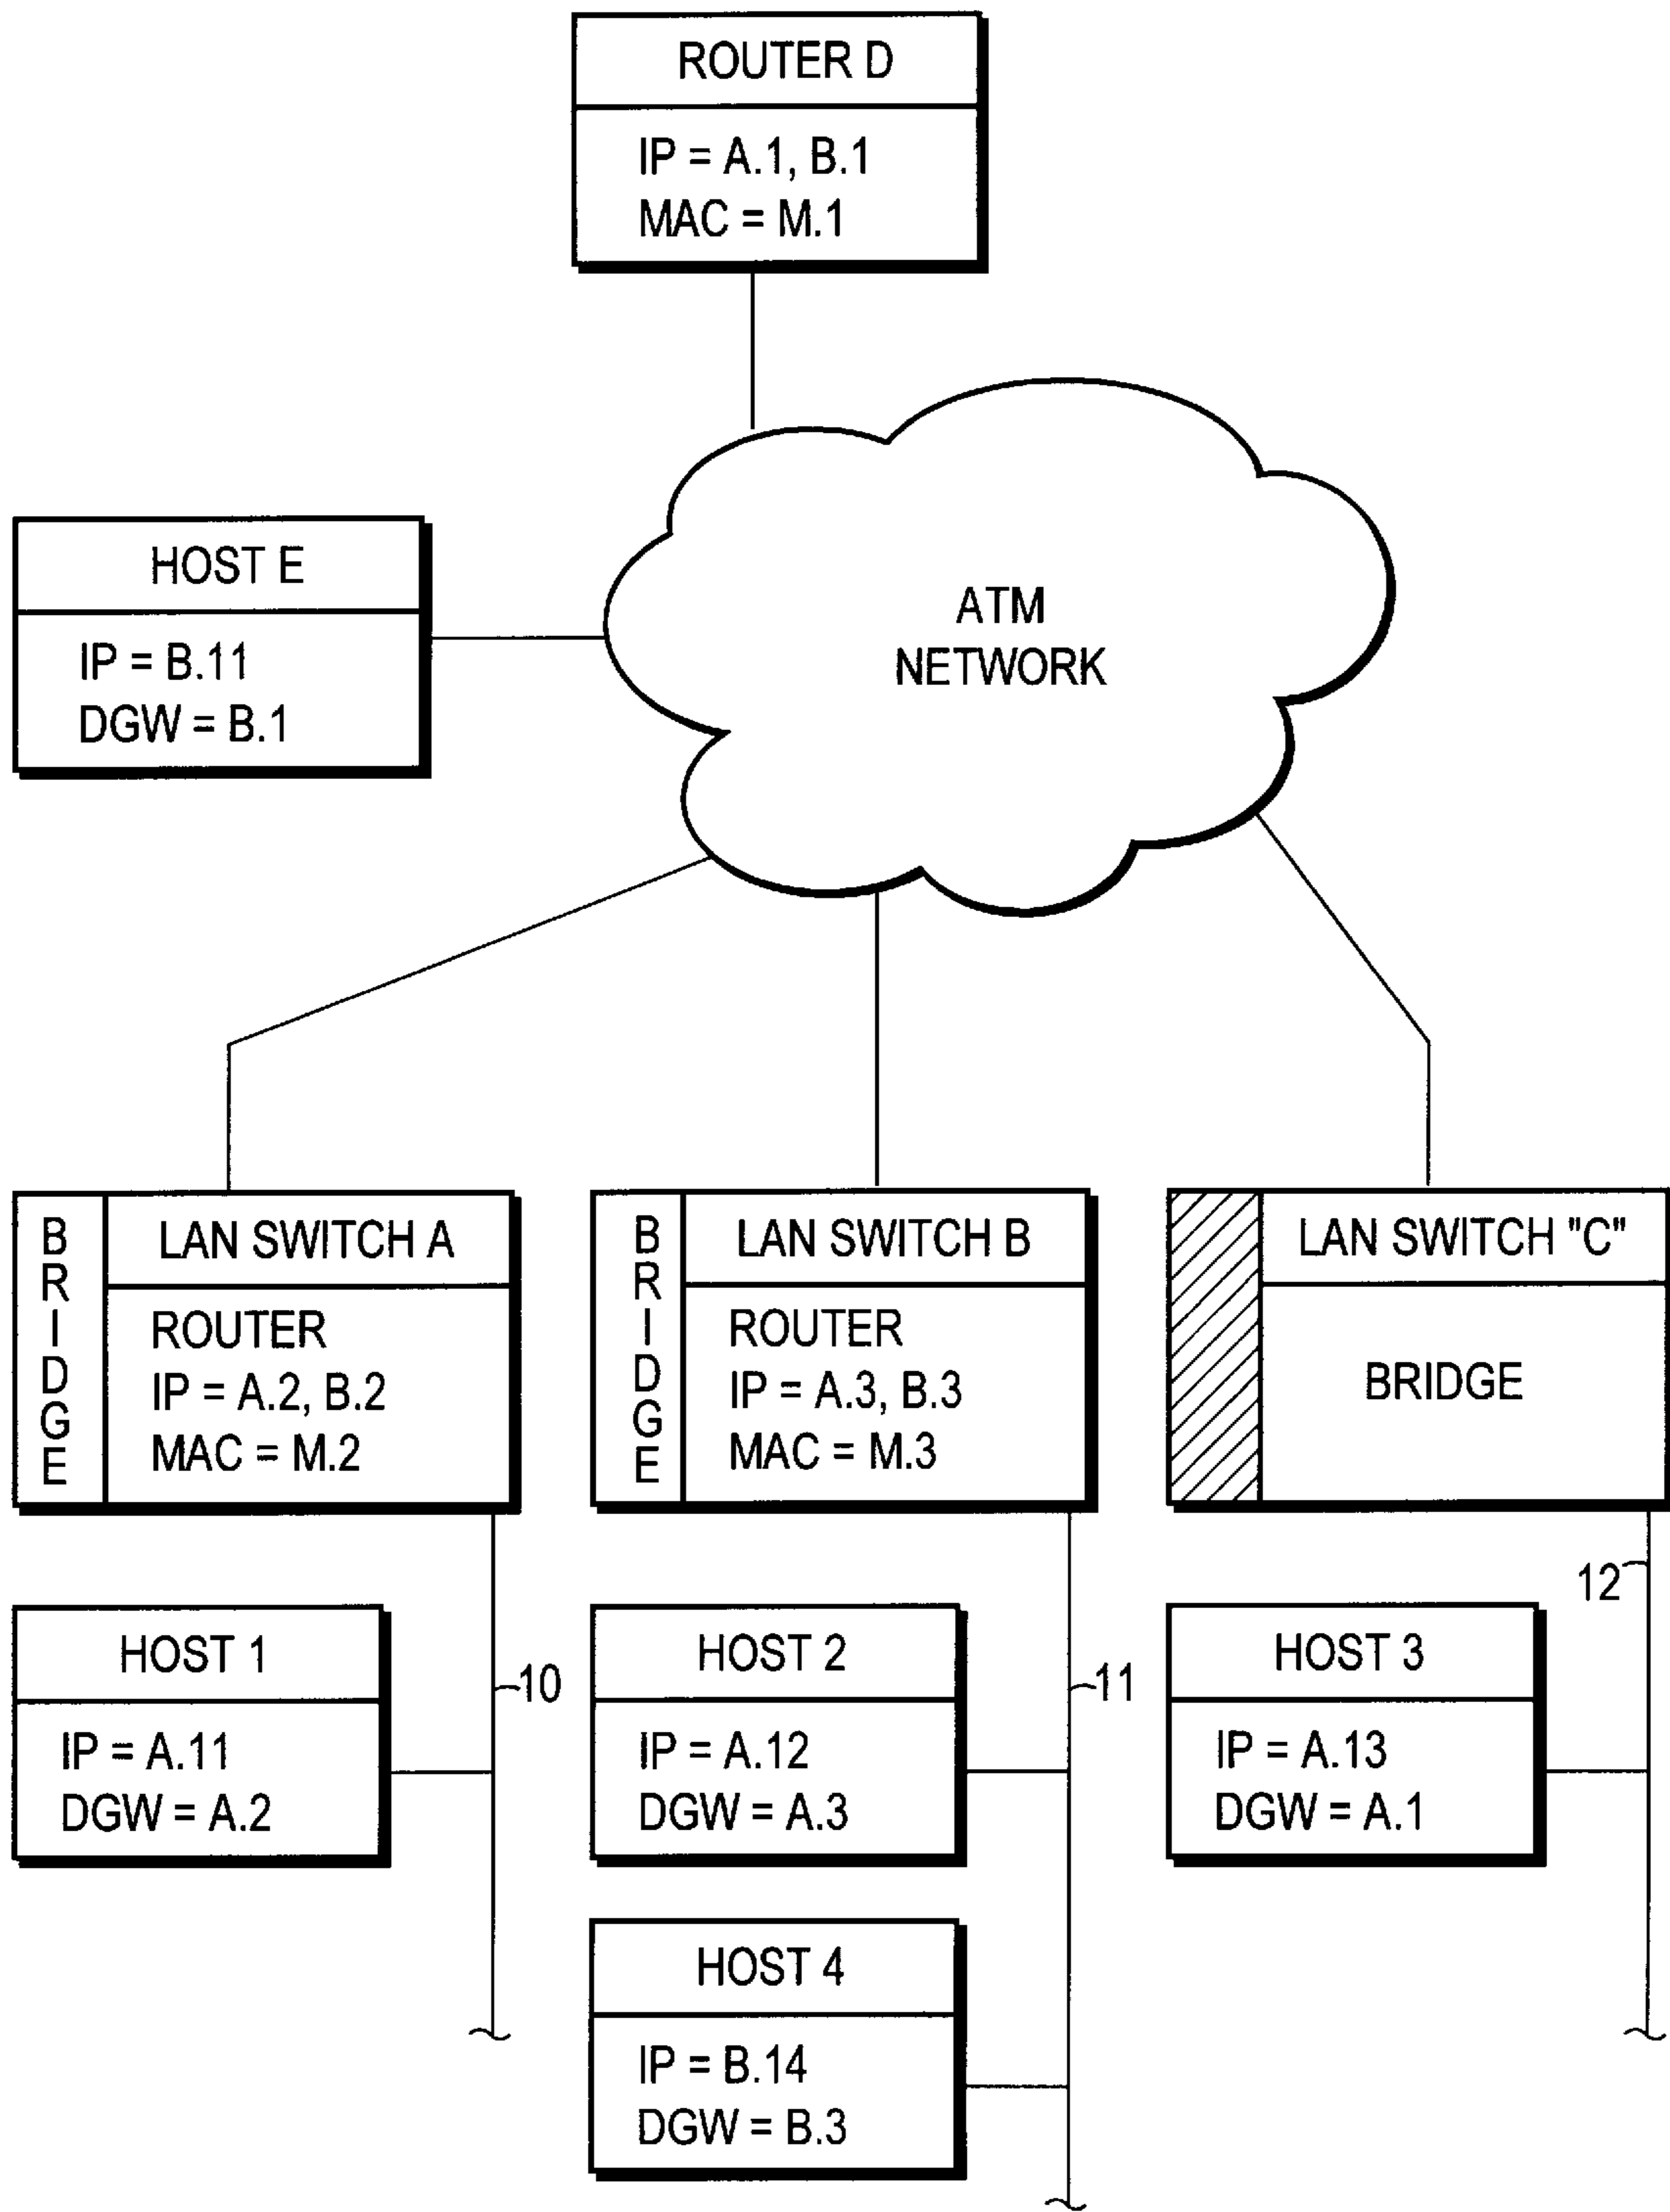 ROUTER D
IP = A.1, B.1
MAC = M.1
HOST E
IP = B.11
DGW = B.1
ATM
NETWORK
BRIDGE
LAN SWITCH A
ROUTER
IP = A.2, B.2
MAC = M.2
BRIDGE
LAN SWITCH B
ROUTER
IP = A.3, B.3
MAC = M.3
LAN SWITCH "C"
BRIDGE
HOST 1
IP = A.11
DGW = A.2
10
HOST 2
IP = A.12
DGW = A.3
11
HOST 3
IP = A.13
DGW = A.1
12
HOST 4
IP = B.14
DGW = B.3